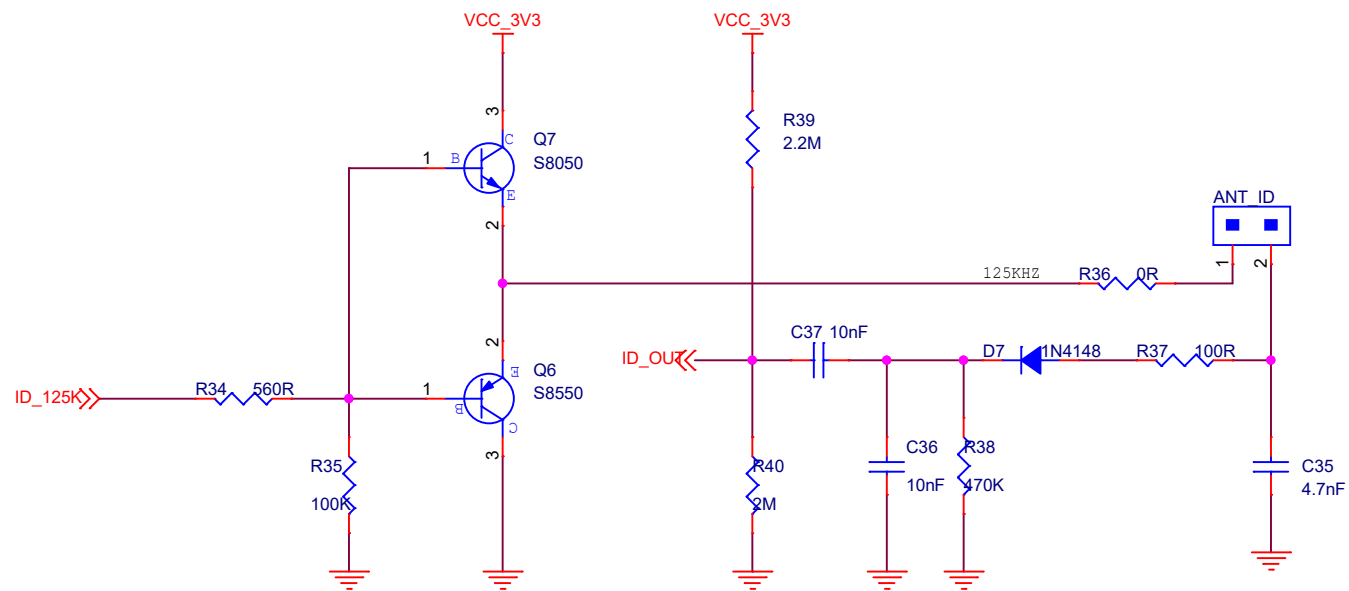 VCC_3V3
VCC_3V3
3
C
Q7
S8050
1
B
E
2
R39
2.2M
ANT_ID
1
2
125KHZ
R36 0R
2
C37 10nF
ID_OUT
D7
1N4148
R37
100R
E
Q6
S8550
1
B
C
3
ID_125K
R34 560R
R35
100K
R40
2M
C36
10nF
R38
470K
C35
4.7nF